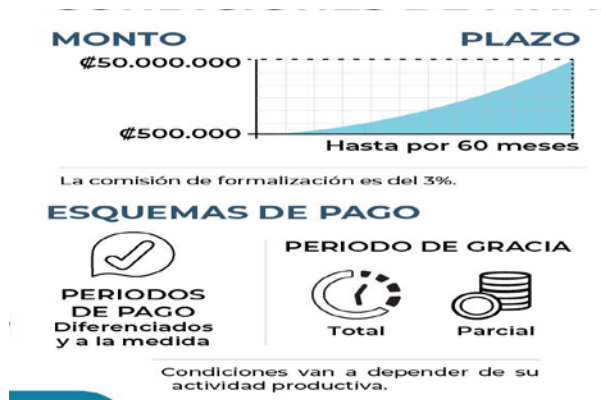 MONTO
PLAZO
₡50.000.000
₡500.000
Hasta por 60 meses
La comisión de formalización es del 3%.
ESQUEMAS DE PAGO
PERIODOS
DE PAGO
Diferenciados
y a la medida
PERIODO DE GRACIA
Total
Parcial
Condiciones van a depender de su
actividad productiva.